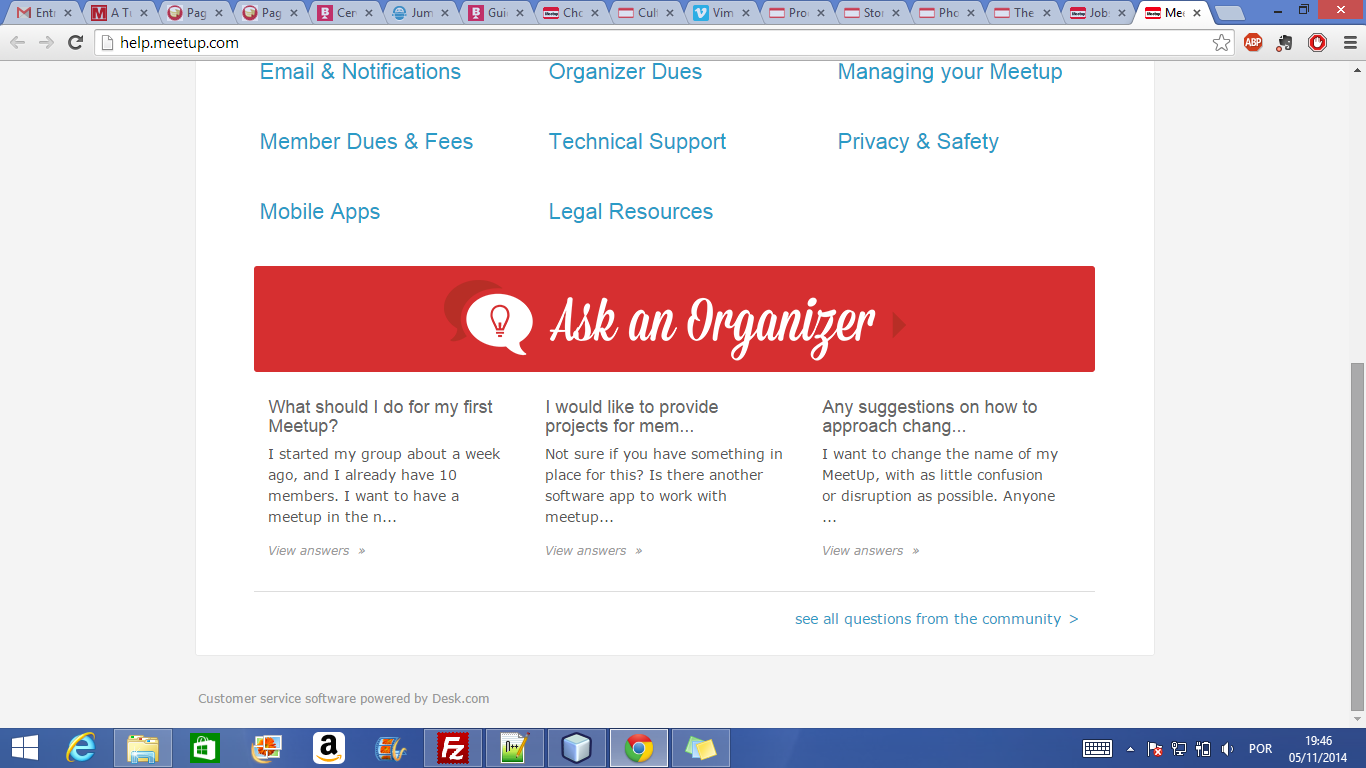 Entr
A Tu
Pag
Pag
Cen
Jum
Gui
Cho
Cult
Vim
Pro
Stor
Pho
The
Job
Me
help.meetup.com
ABP
Email & Notifications
Organizer Dues
Managing your Meetup
Member Dues & Fees
Technical Support
Privacy & Safety
Mobile Apps
Legal Resources
Ask an Organizer
What should I do for my first
Meetup?
I started my group about a week
ago, and I already have 10
members. I want to have a
meetup in the n...
View answers »
I would like to provide
projects for mem...
Not sure if you have something in
place for this? Is there another
software app to work with
meetup...
View answers »
Any suggestions on how to
approach chang...
I want to change the name of my
MeetUp, with as little confusion
or disruption as possible. Anyone
...
View answers »
see all questions from the community >
Customer service software powered by Desk.com
POR
19:46
05/11/2014